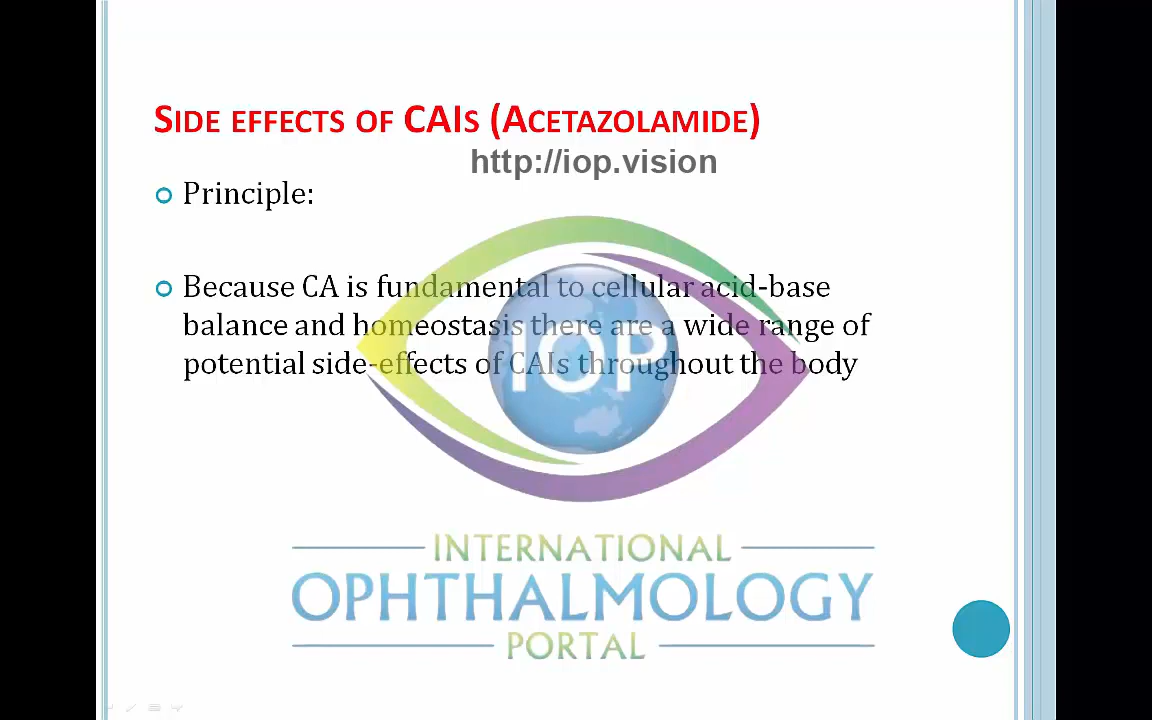 SIDE EFFECTS OF CAIS (ACETAZOLAMIDE)
http://iop.vision
Principle:
Because CA is fundamental to cellular acid-base
balance and homeostasis there are a wide range of
potential side-effects of CAIs throughout the body
IOP
INTERNATIONAL
OPHTHALMOLOGY
PORTAL